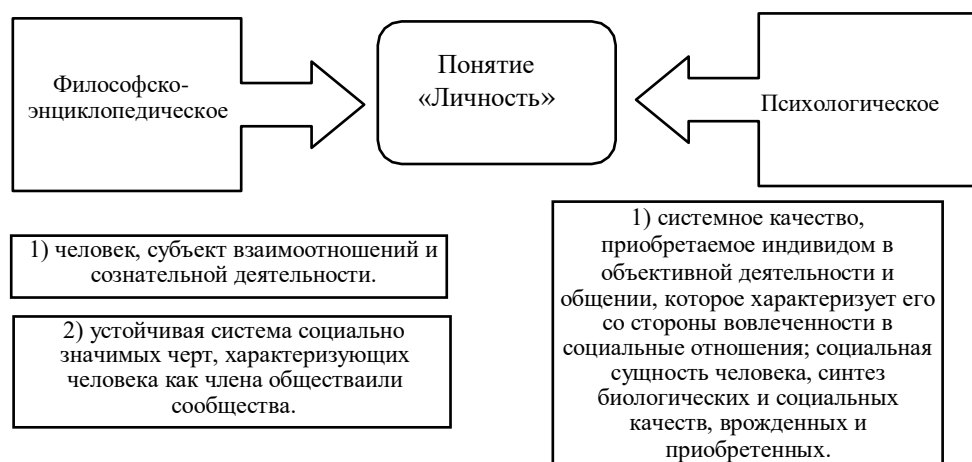 Философско-
энциклопедическое
Понятие
«Личность»
Психологическое
1) человек, субъект взаимоотношений и
сознательной деятельности.
2) устойчивая система социально
значимых черт, характеризующих
человека как члена обществаили
сообщества.
1) системное качество,
приобретаемое индивидом в
объективной деятельности и
общении, которое характеризует его
со стороны вовлеченности в
социальные отношения; социальная
сущность человека, синтез
биологических и социальных
качеств, врожденных и
приобретенных.